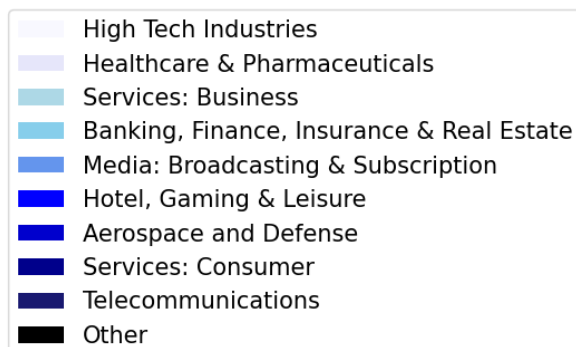 High Tech Industries
Healthcare & Pharmaceuticals
Services: Business
Banking, Finance, Insurance & Real Estate
Media: Broadcasting & Subscription
Hotel, Gaming & Leisure
Aerospace and Defense
Services: Consumer
Telecommunications
Other